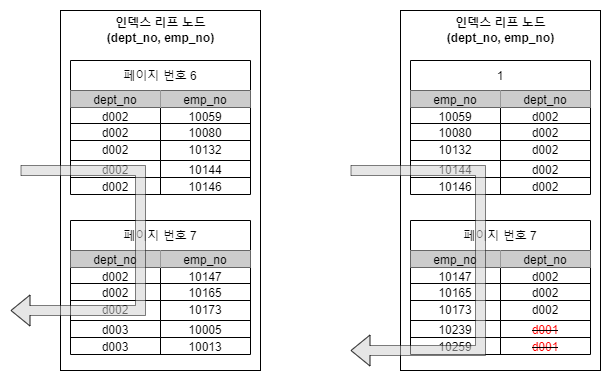 인덱스 리프 노드
(dept_no, emp_no)
페이지 번호 6
dept_no emp_no
d002 10059
d002 10080
d002 10132
d002 10144
d002 10146
페이지 번호 7
dept_no emp_no
d002 10147
d002 10165
d002 10173
d003 10005
d003 10013
인덱스 리프 노드
(dept_no, emp_no)
1
emp_no dept_no
10059 d002
10080 d002
10132 d002
10144 d002
10146 d002
페이지 번호 7
emp_no dept_no
10147 d002
10165 d002
10173 d002
10239 d001
10259 d001